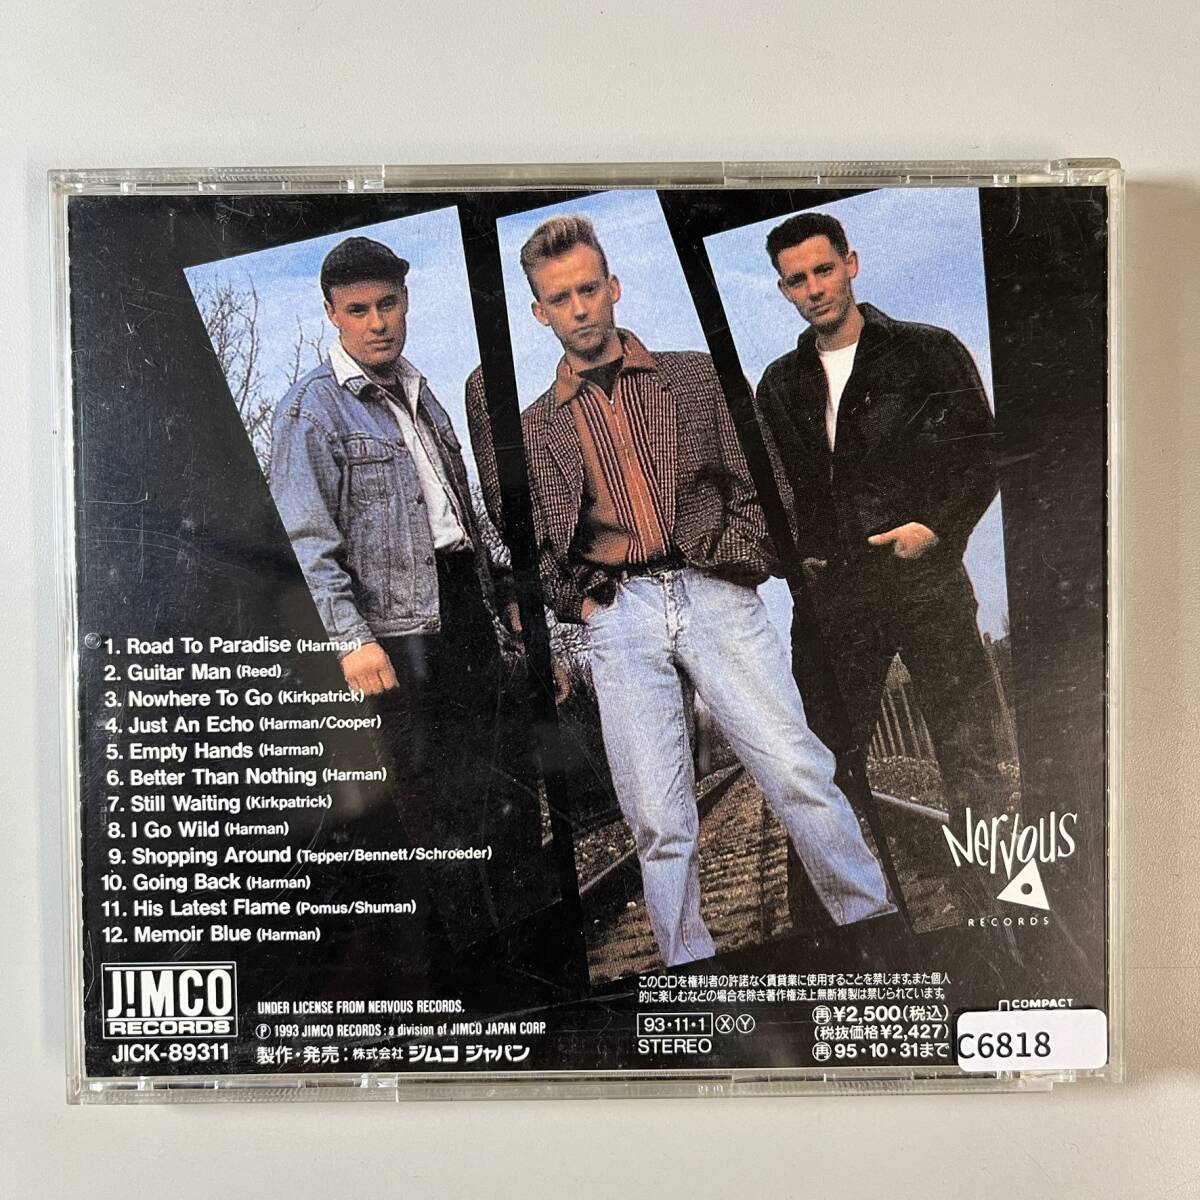 1. Road To Paradise (Harman)
2. Guitar Man (Reed)
3. Nowhere To Go (Kirkpatrick)
4. Just An Echo (Harman/Cooper)
5. Empty Hands (Harman)
6. Better Than Nothing (Harman)
7. Still Waiting (Kirkpatrick)
8. I Go Wild (Harman)
9. Shopping Around (Tepper/Bennett/Schroeder)
10. Going Back (Harman)
11. His Latest Flame (Pomus/Shuman)
12. Memoir Blue (Harman)
Nervous
RECORDS
J!MCO
RECORDS
JICK-89311
UNDER LICENSE FROM NERVOUS RECORDS.
Ⓟ 1993 JIMCO RECORDS : a division of JIMCO JAPAN CORP.
製作・発売：株式会社 ジムコ ジャパン
このCDを権利者の許諾なく賃貸業に使用することを禁じます。また個人
的に楽しむなどの場合を除き著作権法上無断複製は禁じられています。
93・11・1 Ⓧ Ⓨ
STEREO
㊢¥2,500(税込)
(税抜価格¥2,427)
95・10・31まで
COMPACT
C6818